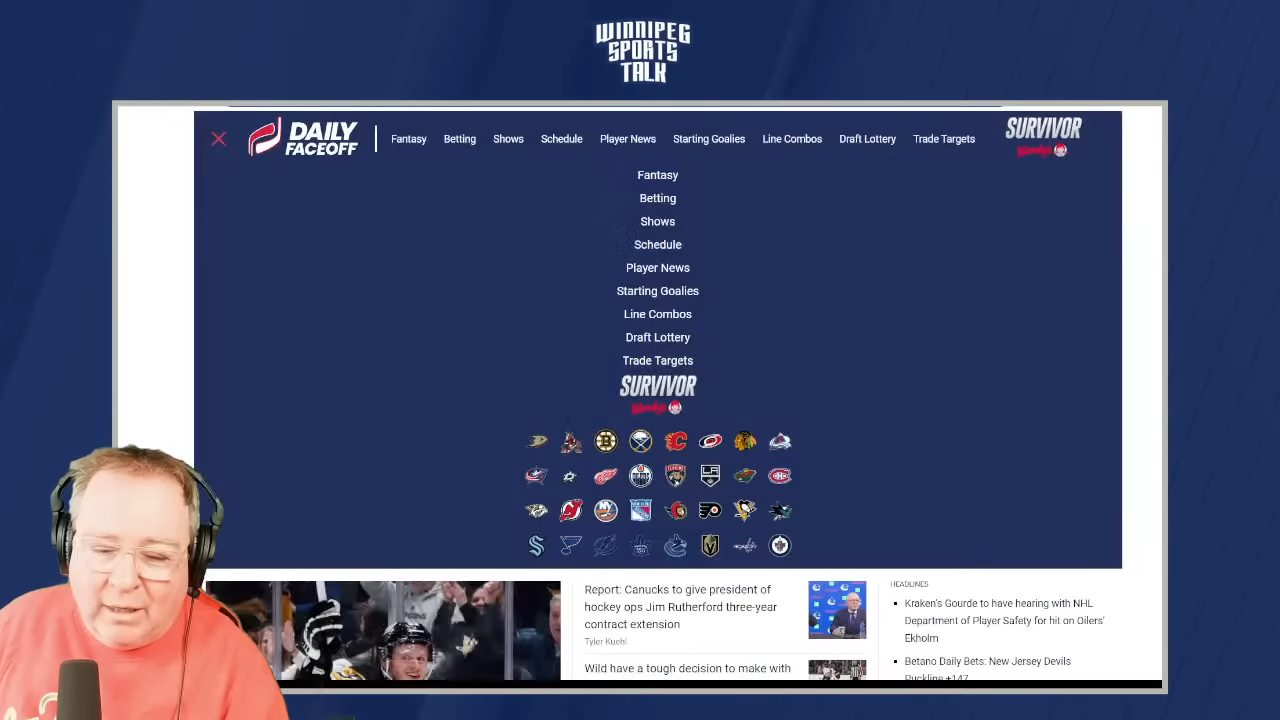 WINNIPEG
SPORTS
TALK
DAILY
FACEOFF
Fantasy Betting Shows Schedule Player News Starting Goalies Line Combos Draft Lottery Trade Targets
SURVIVOR
Wendy's
Fantasy
Betting
Shows
Schedule
Player News
Starting Goalies
Line Combos
Draft Lottery
Trade Targets
SURVIVOR
Wendy's
Report: Canucks to give president of
hockey ops Jim Rutherford three-year
contract extension
Tyler Kuehl
Wild have a tough decision to make with
HEADLINES
Kraken's Gourde to have hearing with NHL
Department of Player Safety for hit on Oilers'
Ekholm
Betano Daily Bets: New Jersey Devils
Puckline +147